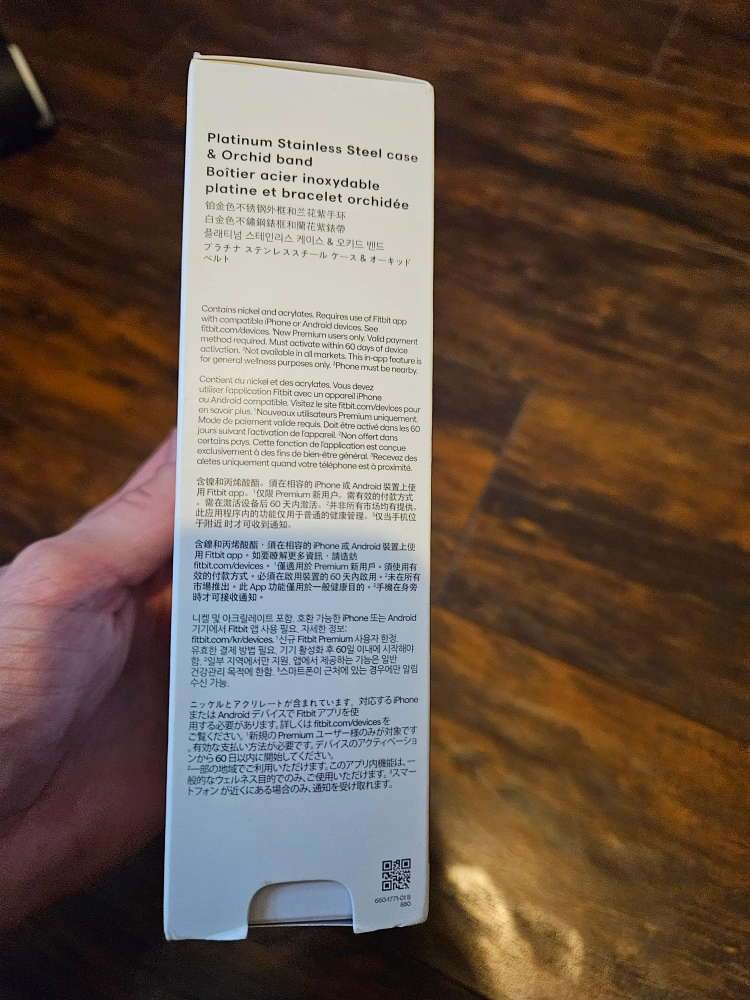 Platinum Stainless Steel case
& Orchid band
Boîtier acier inoxydable
platine et bracelet orchidée
铂金色不锈钢外框和兰花紫手环
白金色不鏽鋼錶框和蘭花紫錶帶
플래티넘 스테인리스 케이스 & 오키드 밴드
プラチナ ステンレススチール ケース & オーキッド
ベルト
Contains nickel and acrylates. Requires use of Fitbit app
with compatible iPhone or Android devices. See
fitbit.com/devices. ¹New Premium users only. Valid payment
method required. Must activate within 60 days of device
activation. ²Not available in all markets. This in-app feature is
for general wellness purposes only. ³Phone must be nearby.
Contient du nickel et des acrylates. Vous devez
utiliser l'application Fitbit avec un appareil iPhone
ou Android compatible. Visitez le site fitbit.com/devices pour
en savoir plus. ¹Nouveaux utilisateurs Premium uniquement.
Mode de paiement valide requis. Doit être activé dans les 60
jours suivant l'activation de l'appareil. ²Non offert dans
certains pays. Cette fonction de l'application est conçue
exclusivement à des fins de bien-être général. ³Recevez des
aletes uniquement quand votre téléphone est à proximité.
含鎳和丙烯酸酯。須在相容的 iPhone 或 Android 裝置上使
用 Fitbit app。¹仅限 Premium 新用户。需有效的付款方式
。需在激活设备后 60 天内激活。²并非所有市场均有提供。
此应用程序内的功能仅用于普通的健康管理。³仅当手机位
于附近 时才可收到通知。
含鎳和丙烯酸酯。須在相容的 iPhone 或 Android 裝置上使
用 Fitbit app。如要瞭解更多資訊，請造訪
fitbit.com/devices。¹僅適用於 Premium 新用戶。須使用有
效的付款方式。必須在啟用裝置的 60 天內啟用。²未在所有
市場推出。此 App 功能僅用於一般健康目的。³手機在身旁
時才可接收通知。
니켈 및 아크릴레이트 포함. 호환 가능한 iPhone 또는 Android
기기에서 Fitbit 앱 사용 필요. 자세한 정보:
fitbit.com/kr/devices. ¹신규 Fitbit Premium 사용자 한정.
유효한 결제 방법 필요. 기기 활성화 후 60일 이내에 시작해야
함. ²일부 지역에서만 지원. 앱에서 제공하는 기능은 일반
건강관리 목적에 한함. ³스마트폰이 근처에 있는 경우에만 알림
수신 가능.
ニッケルとアクリレートが含まれています。対応する iPhone
または Android デバイスで Fitbit アプリを使
用する必要があります。詳しくは fitbit.com/devices を
ご覧ください。¹新規の Premium ユーザー様のみが対象です
。有効な支払い方法が必要です。デバイスのアクティベーショ
ンから 60 日以内に開始してください。
²一部の地域でご利用いただけます。このアプリ内機能は、一
般的なウェルネス目的でのみ、ご使用いただけます。³スマー
トフォンが近くにある場合のみ、通知を受け取れます。
660-1771-01 B
880